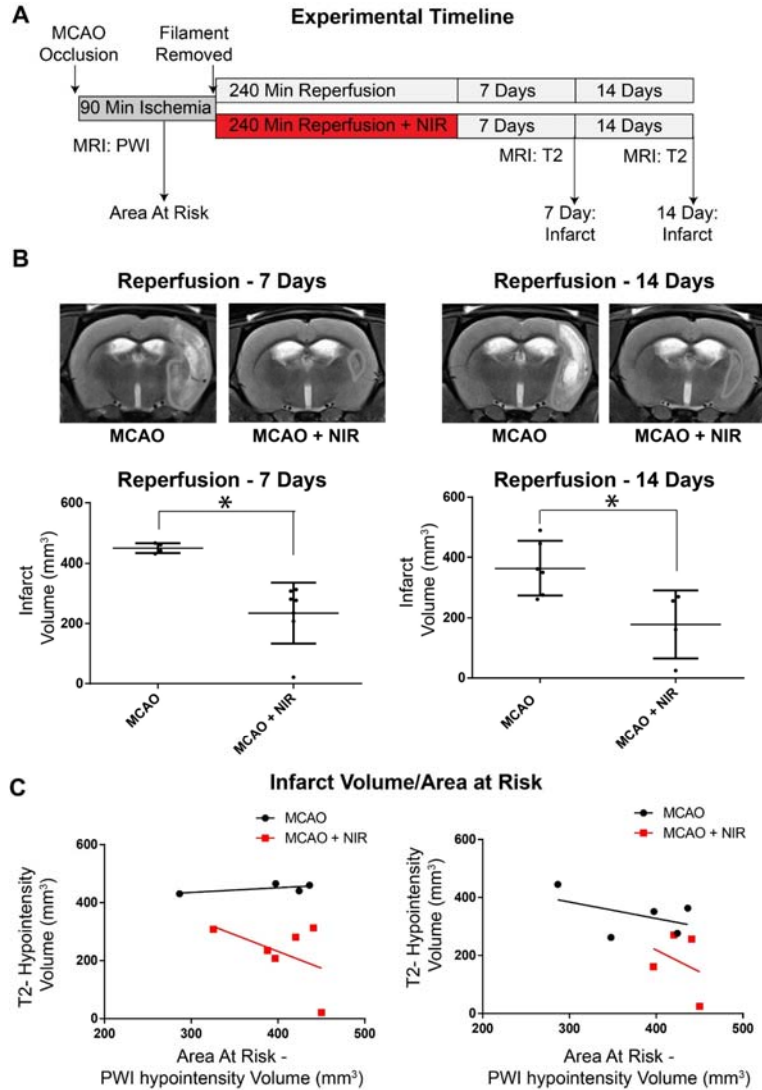 A
Experimental Timeline
MCAO
Occlusion
Filament
Removed
90 Min Ischemia
240 Min Reperfusion
7 Days
14 Days
240 Min Reperfusion + NIR
7 Days
14 Days
MRI: PWI
MRI: T2
MRI: T2
Area At Risk
7 Day:
Infarct
14 Day:
Infarct
B
Reperfusion - 7 Days
Reperfusion - 14 Days
MCAO
MCAO + NIR
MCAO
MCAO + NIR
Reperfusion - 7 Days
Infarct
Volume (mm³)
600
400
200
0
*
MCAO
MCAO + NIR
Reperfusion - 14 Days
Infarct
Volume (mm³)
600
400
200
0
*
MCAO
MCAO + NIR
C
Infarct Volume/Area at Risk
MCAO
MCAO + NIR
T2- Hypointensity
Volume (mm³)
600
400
200
0
200
300
400
500
Area At Risk -
PWI hypointensity Volume (mm³)
MCAO
MCAO + NIR
T2- Hypointensity
Volume (mm³)
600
400
200
0
200
300
400
500
Area At Risk -
PWI hypointensity Volume (mm³)